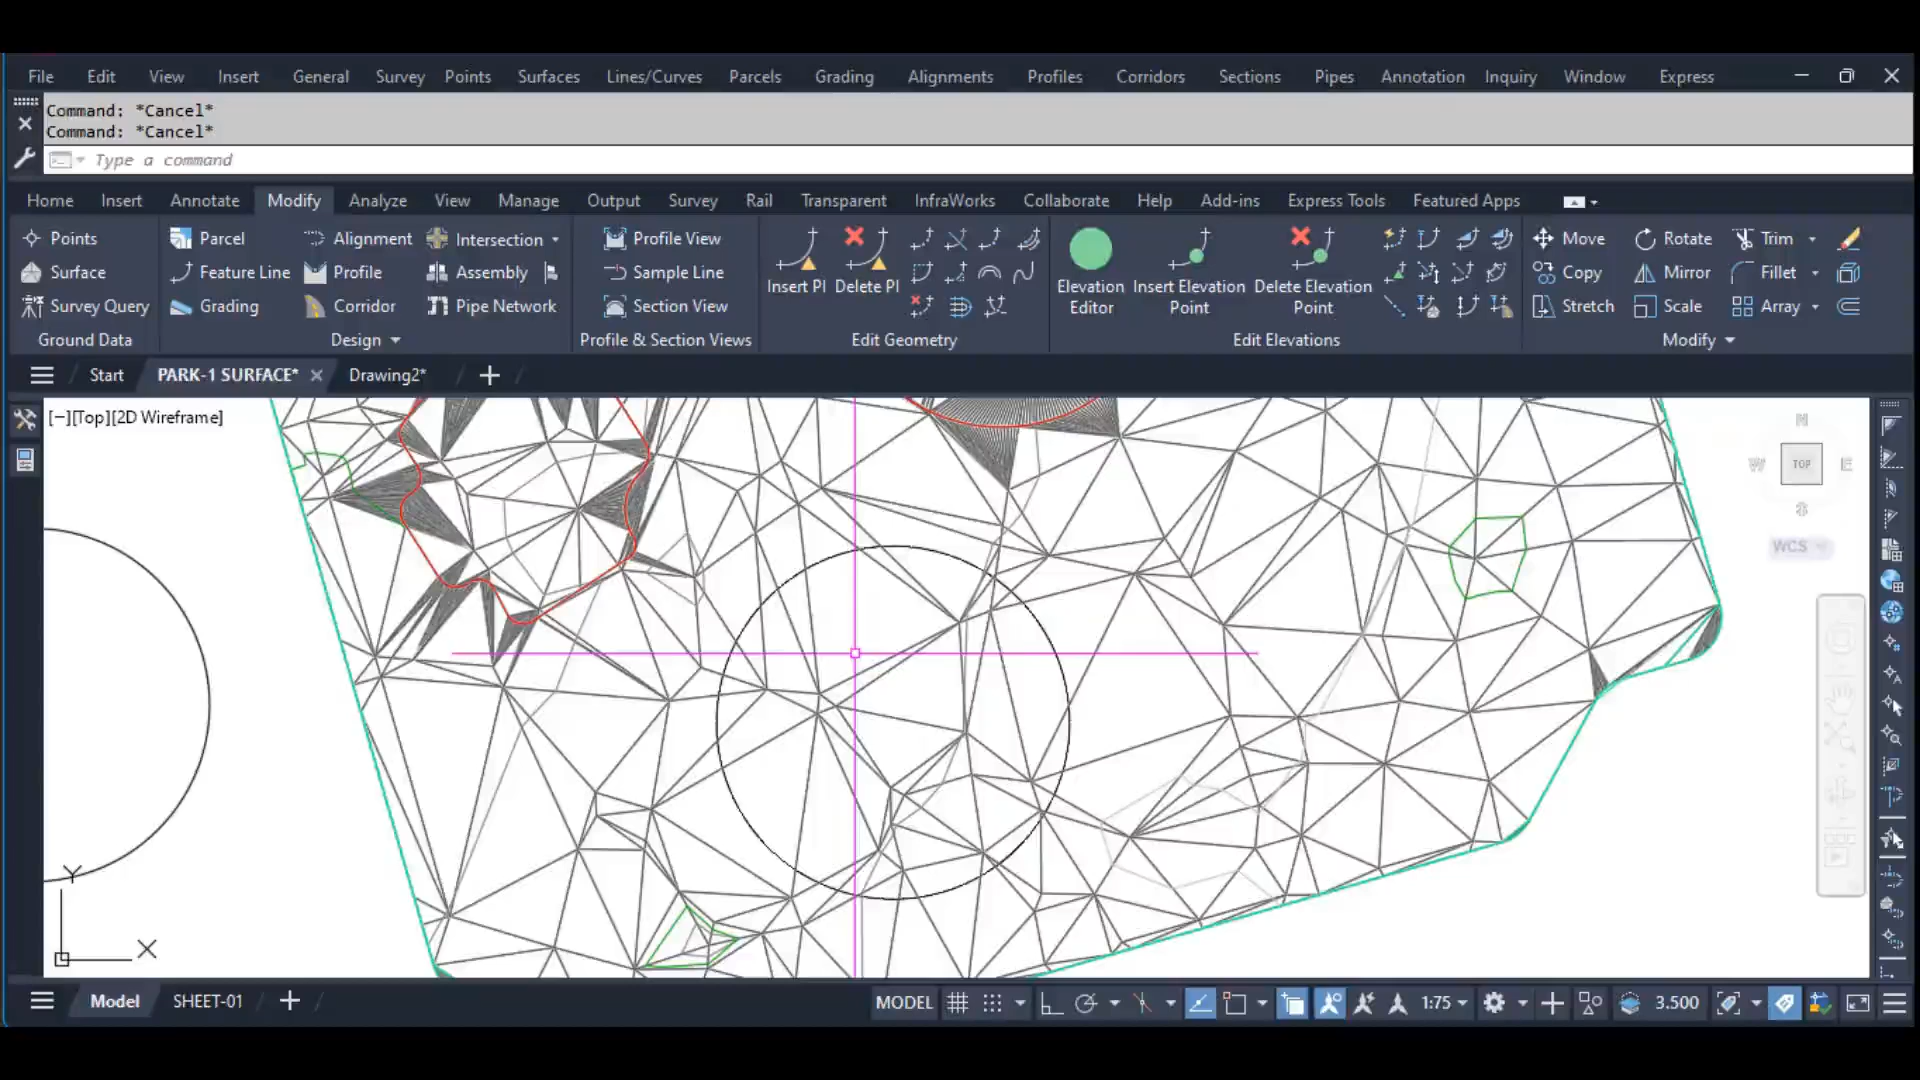 File Edit View Insert General Survey Points Surfaces Lines/Curves Parcels Grading Alignments Profiles Corridors Sections Pipes Annotation Inquiry Window Express
Command: *Cancel*
Command: *Cancel*
Type a command
Home Insert Annotate Modify Analyze View Manage Output Survey Rail Transparent InfraWorks Collaborate Help Add-ins Express Tools Featured Apps
Points Parcel Alignment Intersection Profile View Move Rotate Trim
Surface Feature Line Profile Assembly Sample Line Copy Mirror Fillet
Survey Query Grading Corridor Pipe Network Section View Stretch Scale Array
Insert PI Delete PI
Elevation Editor
Insert Elevation Point
Delete Elevation Point
Ground Data Design Profile & Section Views Edit Geometry Edit Elevations Modify
Start PARK-1 SURFACE* Drawing2*
[−][Top][2D Wireframe]
N
W TOP E
S
WCS
Y
X
Model SHEET-01 MODEL 1:75 3.500